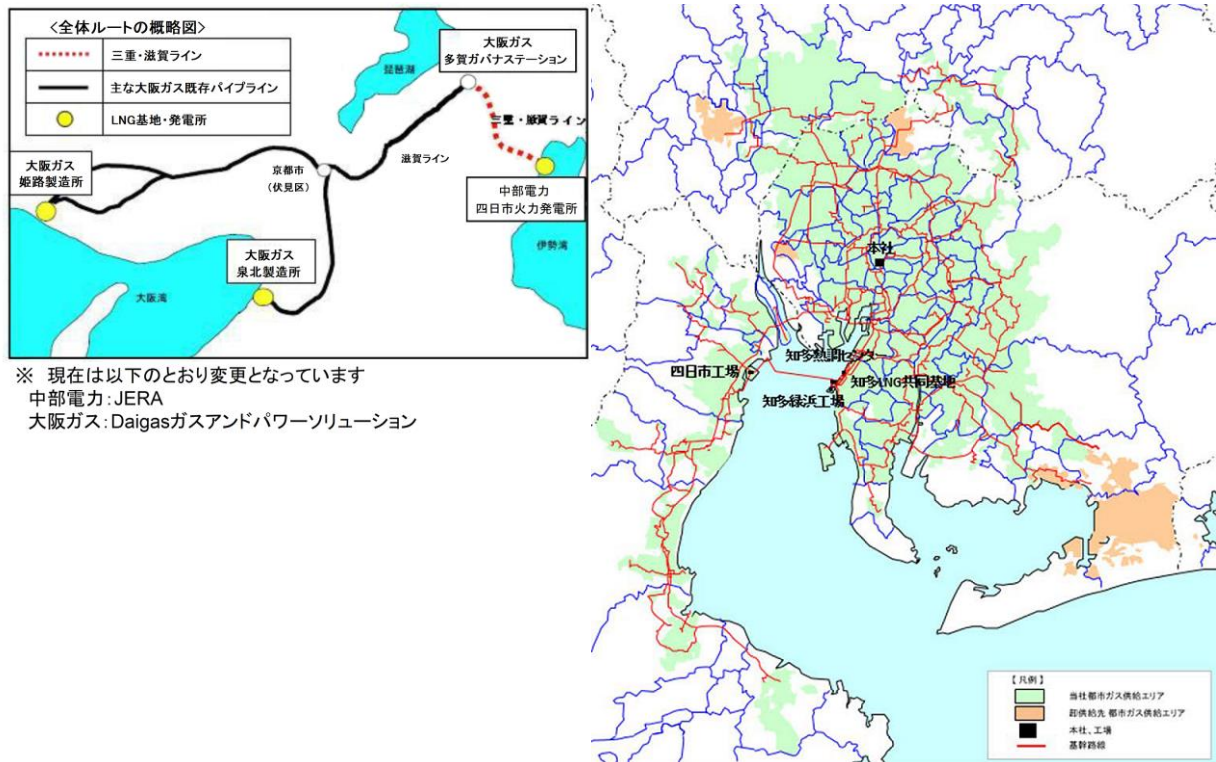 <全体ルートの概略図>
三重・滋賀ライン
主な大阪ガス既存パイプライン
LNG基地・発電所
琵琶湖
大阪ガス
多賀ガバナステーション
三重・滋賀ライン
滋賀ライン
京都市
(伏見区)
大阪ガス
姫路製造所
中部電力
四日市火力発電所
大阪ガス
泉北製造所
伊勢湾
大阪湾
※ 現在は以下のとおり変更となっています
中部電力：JERA
大阪ガス：Daigasガスアンドパワーソリューション
本社
知多熱調センター
四日市工場
知多LNG共同基地
知多緑浜工場
【凡例】
当社都市ガス供給エリア
卸供給先 都市ガス供給エリア
本社、工場
基幹路線